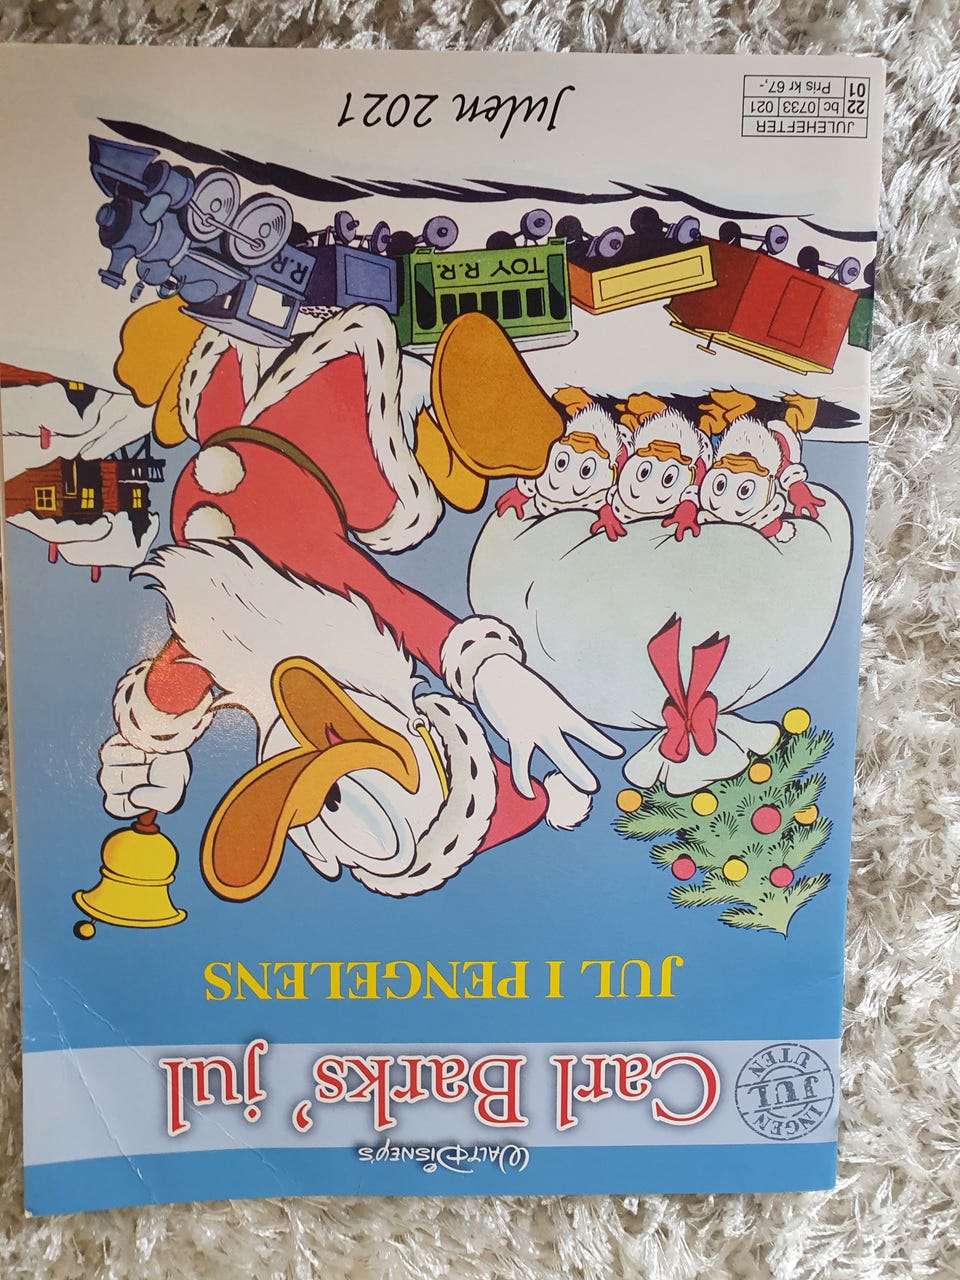 WALT DISNEY'S
Carl Barks' jul
INGEN
JUL
UTEN
JUL I PENGELENS
TOY R.R.
R.R.
Julen 2021
JULEHEFTER
22 bc 0733 021
01 Pris kr 67,-